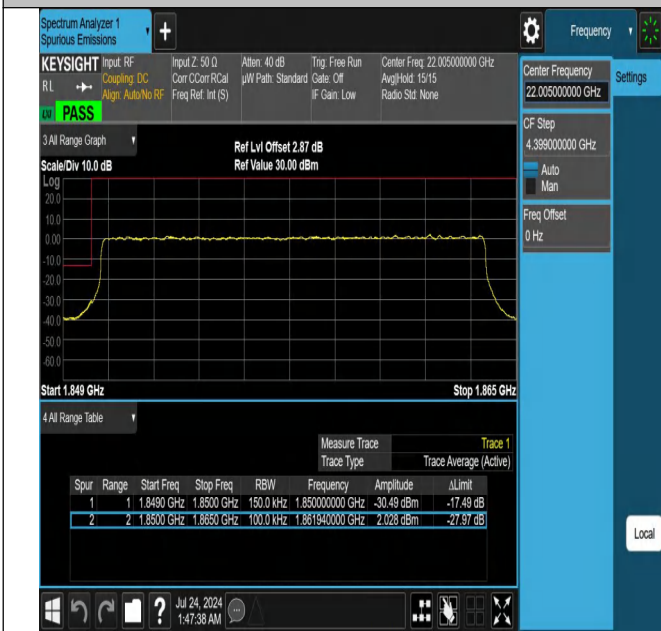 Spectrum Analyzer 1
Spurious Emissions
+
Frequency
KEYSIGHT
RL
PASS
Input: RF
Coupling: DC
Align: Auto/No RF
Input Z: 50 Ω
Corr CCorr RCal
Freq Ref: Int (S)
Atten: 40 dB
µW Path: Standard
Trig: Free Run
Gate: Off
IF Gain: Low
Center Freq: 22.005000000 GHz
Avg|Hold: 15/15
Radio Std: None
Center Frequency
22.005000000 GHz
Settings
CF Step
4.399000000 GHz
Auto
Man
Freq Offset
0 Hz
3 All Range Graph
Ref Lvl Offset 2.87 dB
Scale/Div 10.0 dB
Ref Value 30.00 dBm
Log
20.0
10.0
0.00
-10.0
-20.0
-30.0
-40.0
-50.0
-60.0
Start 1.849 GHz
Stop 1.865 GHz
4 All Range Table
Measure Trace Trace 1
Trace Type Trace Average (Active)
Spur Range Start Freq Stop Freq RBW Frequency Amplitude ΔLimit
1 1 1.8490 GHz 1.8500 GHz 150.0 kHz 1.850000000 GHz -30.49 dBm -17.49 dB
2 2 1.8500 GHz 1.8650 GHz 100.0 kHz 1.861940000 GHz 2.028 dBm -27.97 dB
Local
?
Jul 24, 2024
1:47:38 AM